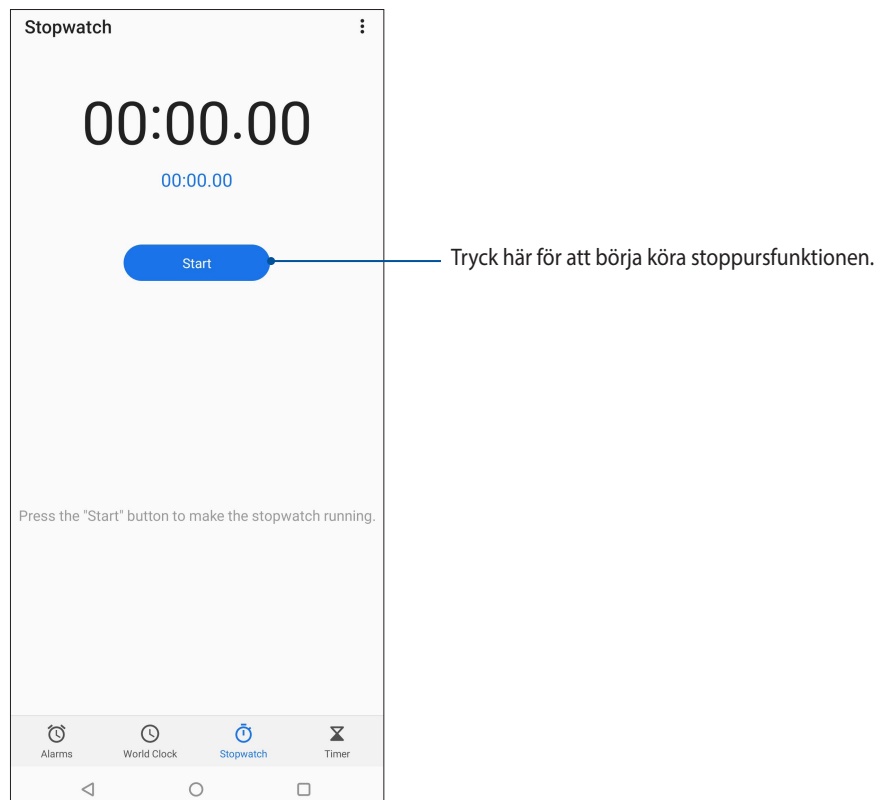 Stopwatch
00:00.00
00:00.00
Start
Tryck här för att börja köra stoppursfunktionen.
Press the "Start" button to make the stopwatch running.
Alarms
World Clock
Stopwatch
Timer